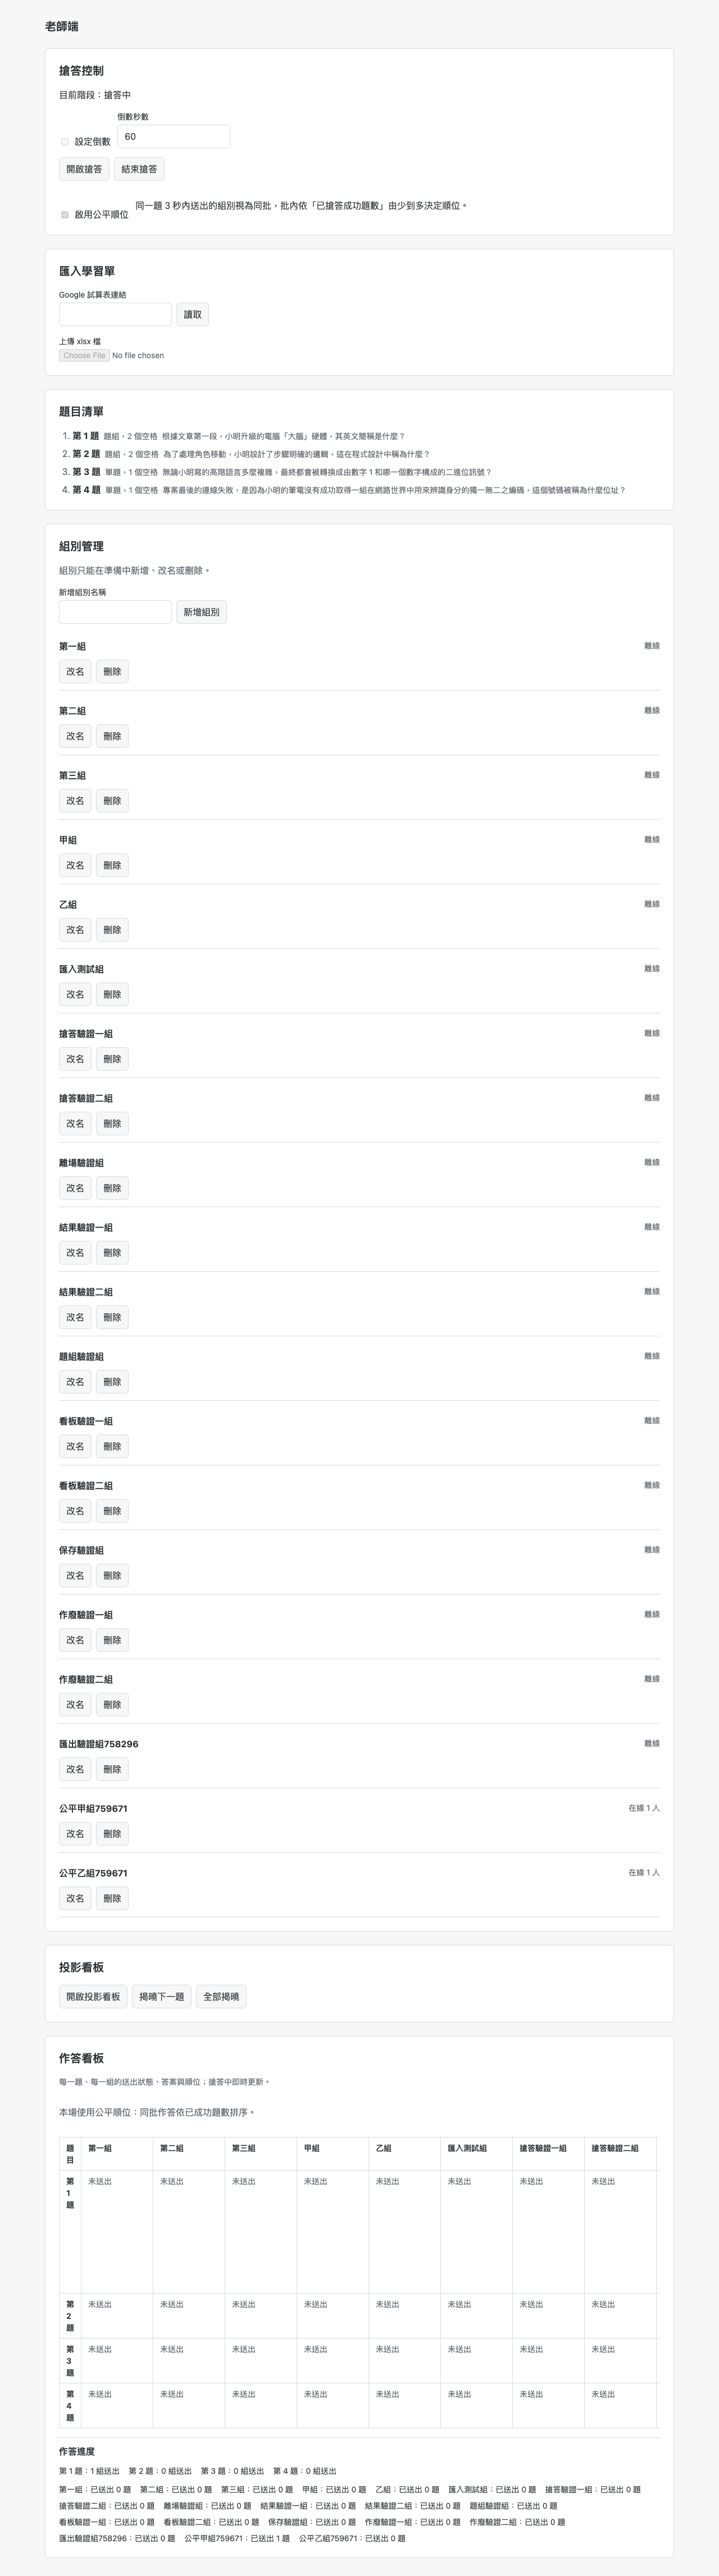 老師端
搶答控制
目前階段：搶答中
倒數秒數
設定倒數 60
開啟搶答 結束搶答
啟用公平順位 同一題 3 秒內送出的組別視為同批，批內依「已搶答成功題數」由少到多決定順位。
匯入學習單
Google 試算表連結
讀取
上傳 xlsx 檔
Choose File No file chosen
題目清單
1. 第 1 題 題組，2 個空格 根據文章第一段，小明升級的電腦「大腦」硬體，其英文簡稱是什麼？
2. 第 2 題 題組，2 個空格 為了處理角色移動，小明設計了步驟明確的邏輯，這在程式設計中稱為什麼？
3. 第 3 題 單題，1 個空格 無論小明寫的高階語言多麼複雜，最終都會被轉換成由數字 1 和哪一個數字構成的二進位訊號？
4. 第 4 題 單題，1 個空格 專案最後的連線失敗，是因為小明的筆電沒有成功取得一組在網路世界中用來辨識身分的獨一無二之編碼，這個號碼被稱為什麼位址？
組別管理
組別只能在準備中新增、改名或刪除。
新增組別名稱
新增組別
第一組 離線
改名 刪除
第二組 離線
改名 刪除
第三組 離線
改名 刪除
甲組 離線
改名 刪除
乙組 離線
改名 刪除
匯入測試組 離線
改名 刪除
搶答驗證一組 離線
改名 刪除
搶答驗證二組 離線
改名 刪除
離場驗證組 離線
改名 刪除
結果驗證一組 離線
改名 刪除
結果驗證二組 離線
改名 刪除
題組驗證組 離線
改名 刪除
看板驗證一組 離線
改名 刪除
看板驗證二組 離線
改名 刪除
保存驗證組 離線
改名 刪除
作廢驗證一組 離線
改名 刪除
作廢驗證二組 離線
改名 刪除
匯出驗證組758296 離線
改名 刪除
公平甲組759671 在線 1 人
改名 刪除
公平乙組759671 在線 1 人
改名 刪除
投影看板
開啟投影看板 揭曉下一題 全部揭曉
作答看板
每一題、每一組的送出狀態、答案與順位；搶答中即時更新。
本場使用公平順位：同批作答依已成功題數排序。
題目 第一組 第二組 第三組 甲組 乙組 匯入測試組 搶答驗證一組 搶答驗證二組
第 1 題 未送出 未送出 未送出 未送出 未送出 未送出 未送出 未送出
第 2 題 未送出 未送出 未送出 未送出 未送出 未送出 未送出 未送出
第 3 題 未送出 未送出 未送出 未送出 未送出 未送出 未送出 未送出
第 4 題 未送出 未送出 未送出 未送出 未送出 未送出 未送出 未送出
作答進度
第 1 題：1 組送出 第 2 題：0 組送出 第 3 題：0 組送出 第 4 題：0 組送出
第一組：已送出 0 題 第二組：已送出 0 題 第三組：已送出 0 題 甲組：已送出 0 題 乙組：已送出 0 題 匯入測試組：已送出 0 題 搶答驗證一組：已送出 0 題
搶答驗證二組：已送出 0 題 離場驗證組：已送出 0 題 結果驗證一組：已送出 0 題 結果驗證二組：已送出 0 題 題組驗證組：已送出 0 題
看板驗證一組：已送出 0 題 看板驗證二組：已送出 0 題 保存驗證組：已送出 0 題 作廢驗證一組：已送出 0 題 作廢驗證二組：已送出 0 題
匯出驗證組758296：已送出 0 題 公平甲組759671：已送出 1 題 公平乙組759671：已送出 0 題